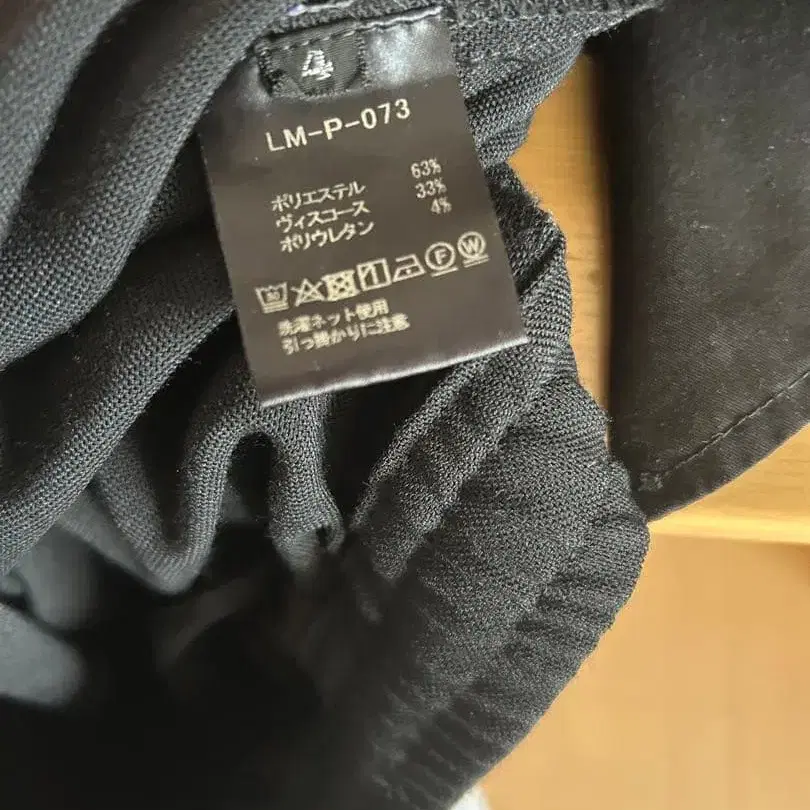 4
LM-P-073
ポリエステル 63%
ヴィスコース 33%
ポリウレタン 4%
30 F W
洗濯ネット使用
引っ掛かりに注意